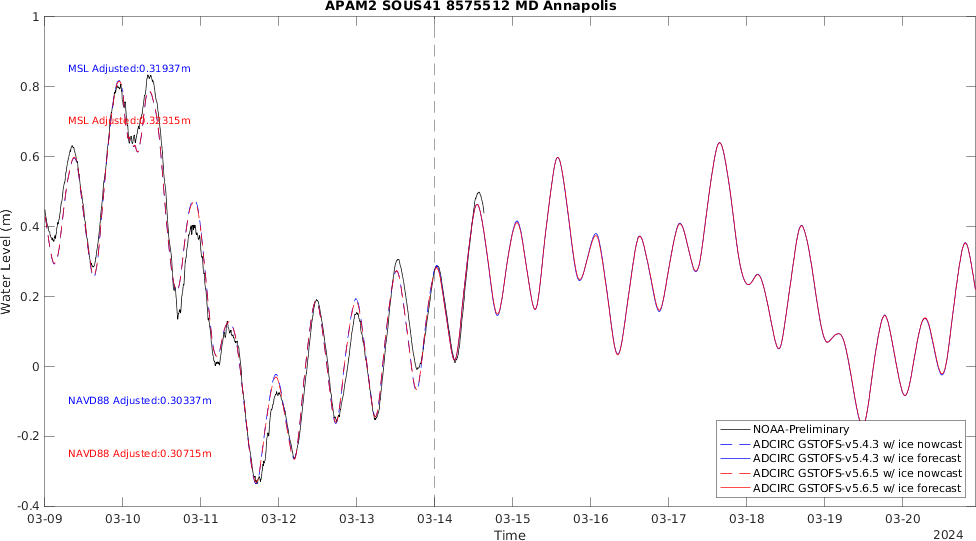 APAM2 SOUS41 8575512 MD Annapolis
1
0.8
0.6
0.4
0.2
0
-0.2
-0.4
Water Level (m)
MSL Adjusted:0.31937m
MSL Adjusted:0.32315m
NAVD88 Adjusted:0.30337m
NAVD88 Adjusted:0.30715m
NOAA-Preliminary
ADCIRC GSTOFS-v5.4.3 w/ ice nowcast
ADCIRC GSTOFS-v5.4.3 w/ ice forecast
ADCIRC GSTOFS-v5.6.5 w/ ice nowcast
ADCIRC GSTOFS-v5.6.5 w/ ice forecast
03-09 03-10 03-11 03-12 03-13 03-14 03-15 03-16 03-17 03-18 03-19 03-20
Time
2024